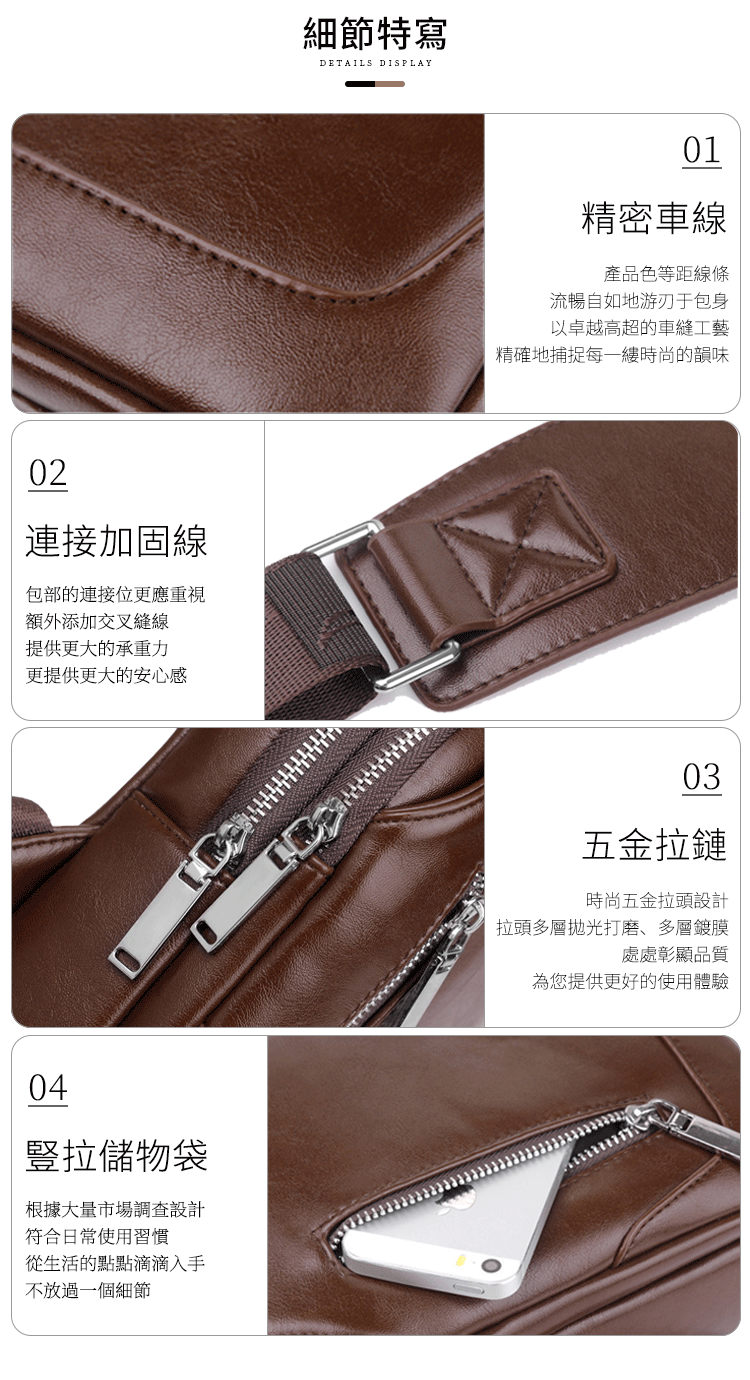 細節特寫
DETAILS DISPLAY
01
精密車線
產品色等距線條
流暢自如地游刃于包身
以卓越高超的車縫工藝
精確地捕捉每一縷時尚的韻味
02
連接加固線
包部的連接位更應重視
額外添加交叉縫線
提供更大的承重力
更提供更大的安心感
03
五金拉鏈
時尚五金拉頭設計
拉頭多層拋光打磨、多層鍍膜
處處彰顯品質
為您提供更好的使用體驗
04
豎拉儲物袋
根據大量市場調查設計
符合日常使用習慣
從生活的點點滴滴入手
不放過一個細節